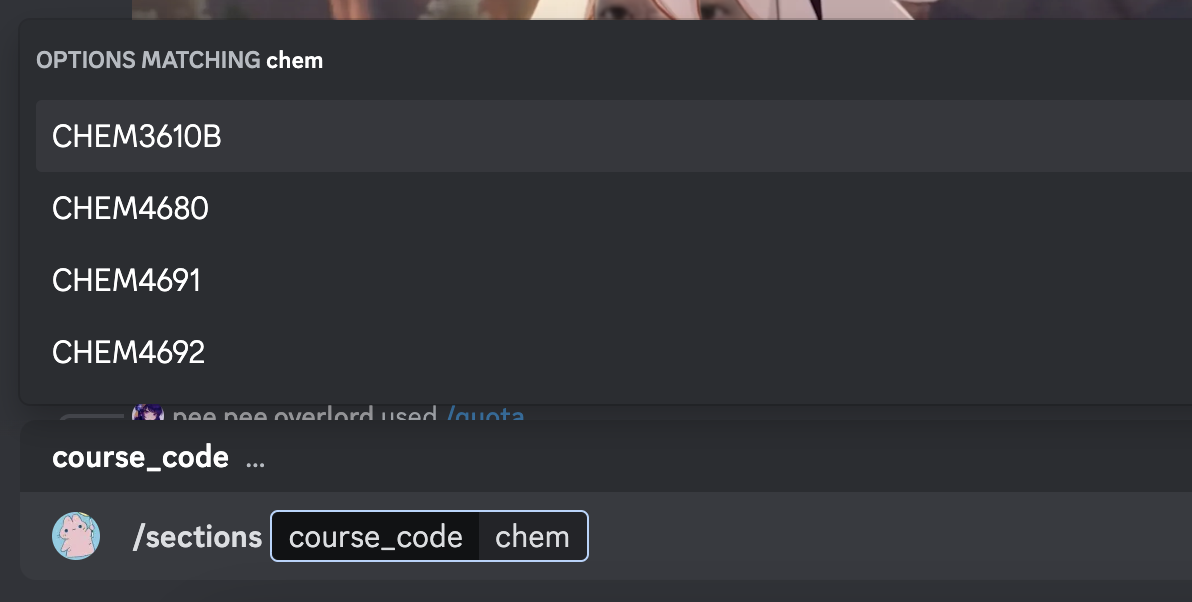 OPTIONS MATCHING chem
CHEM3610B
CHEM4680
CHEM4691
CHEM4692
pee pee overlord used /quota
course_code ...
/sections course_code chem